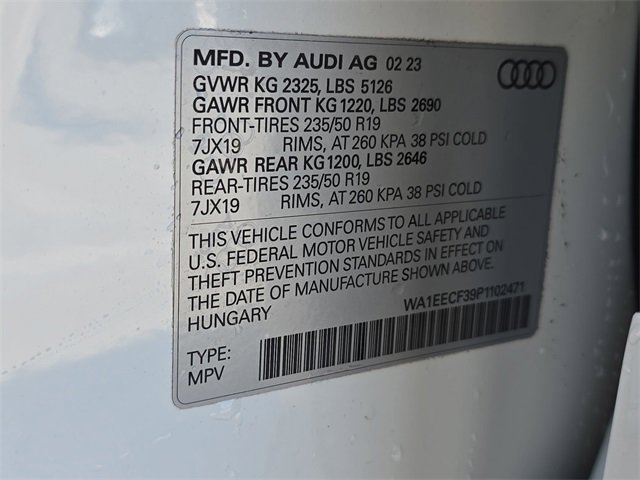 MFD. BY AUDI AG 02 23
GVWR KG 2325, LBS 5126
GAWR FRONT KG 1220, LBS 2690
FRONT-TIRES 235/50 R19
7JX19 RIMS, AT 260 KPA 38 PSI COLD
GAWR REAR KG 1200, LBS 2646
REAR-TIRES 235/50 R19
7JX19 RIMS, AT 260 KPA 38 PSI COLD
THIS VEHICLE CONFORMS TO ALL APPLICABLE
U.S. FEDERAL MOTOR VEHICLE SAFETY AND
THEFT PREVENTION STANDARDS IN EFFECT ON
THE DATE OF MANUFACTURE SHOWN ABOVE.
HUNGARY
WA1EECF39P1102471
TYPE:
MPV